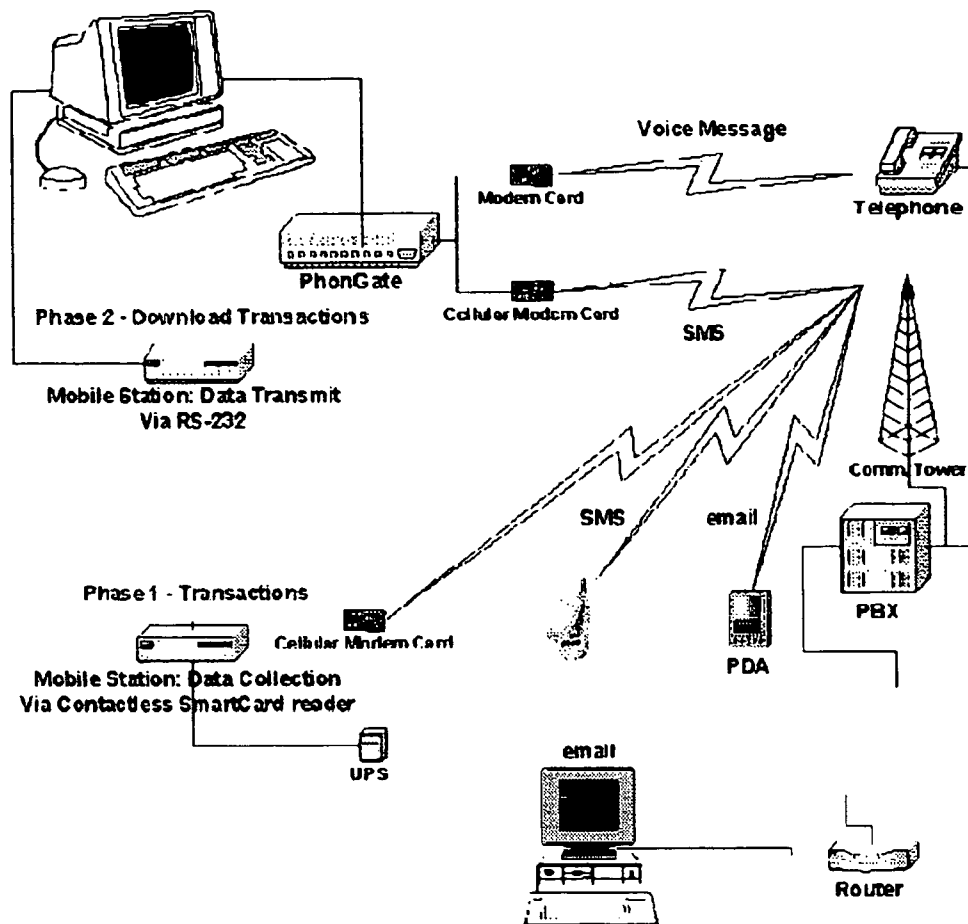 Voice Message
Modem Card
Telephone
PhonGate
Cellular Modem Card
SMS
Phase 2 - Download Transactions
Mobile Station: Data Transmit
Via RS-232
Comm. Tower
SMS
email
PBX
Phase 1 - Transactions
Cellular Modem Card
PDA
Mobile Station: Data Collection
Via Contactless SmartCard reader
UPS
email
Router